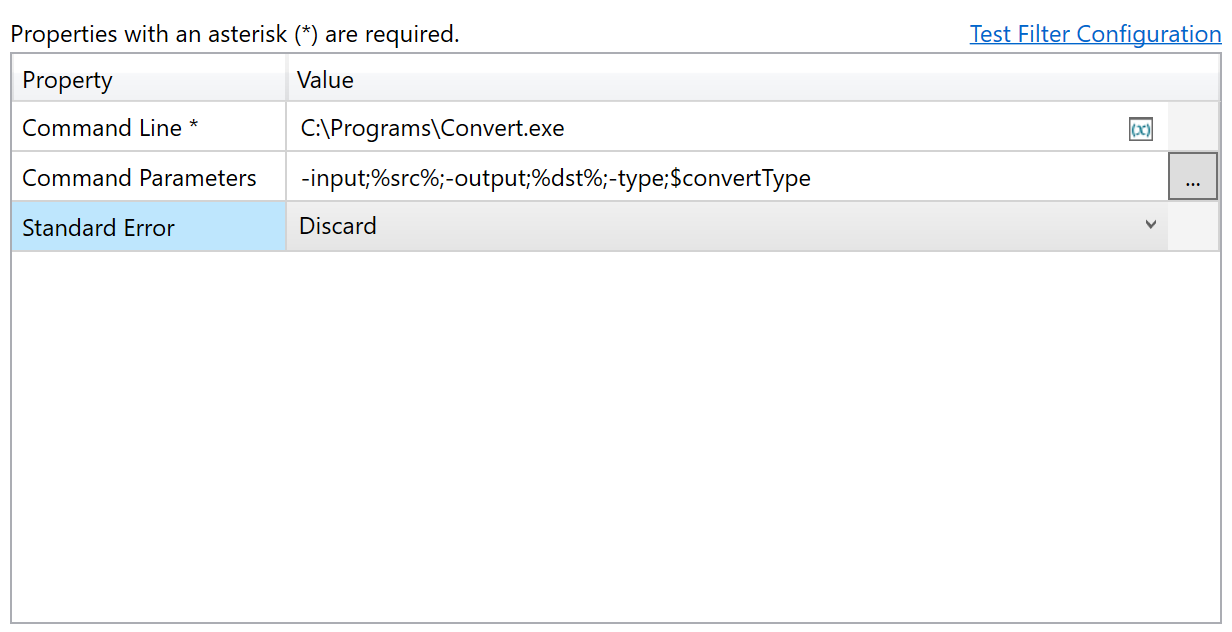 Properties with an asterisk (*) are required. Test Filter Configuration
Property Value
Command Line * C:\Programs\Convert.exe (x)
Command Parameters -input;%src%;-output;%dst%;-type;$convertType ...
Standard Error Discard